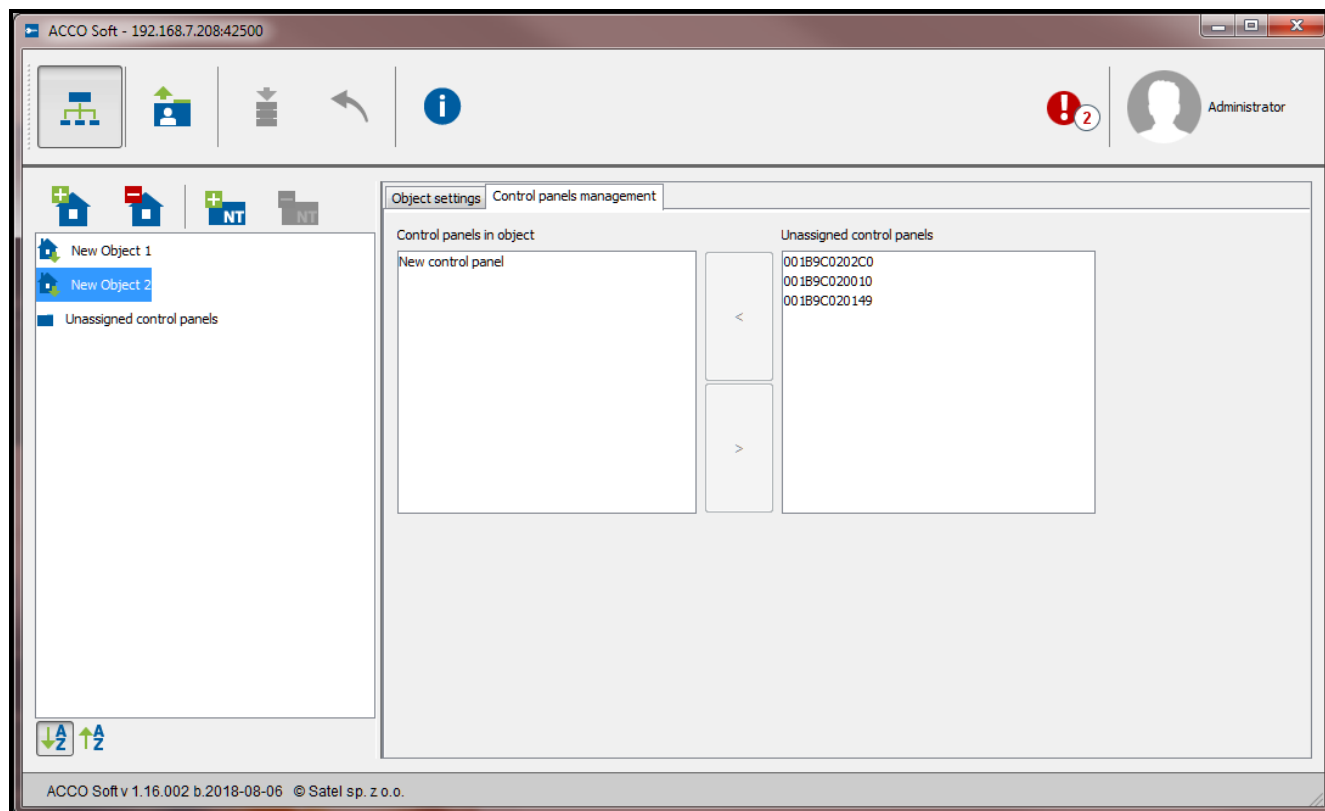 ACCO Soft - 192.168.7.208:42500
2
Administrator
NT
NT
New Object 1
New Object 2
Unassigned control panels
A
Z
A
Z
Object settings
Control panels management
Control panels in object
New control panel
<
>
Unassigned control panels
001B9C0202C0
001B9C020010
001B9C020149
ACCO Soft v 1.16.002 b.2018-08-06 © Satel sp. z o.o.